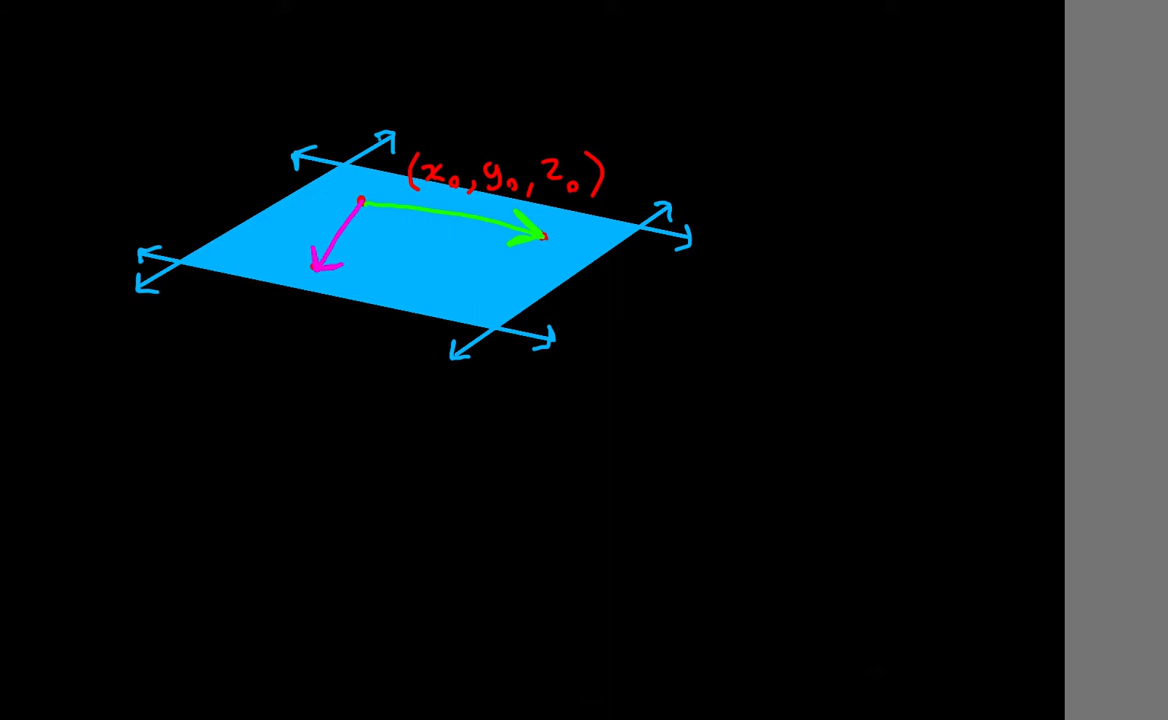 (x₀, y₀, z₀)